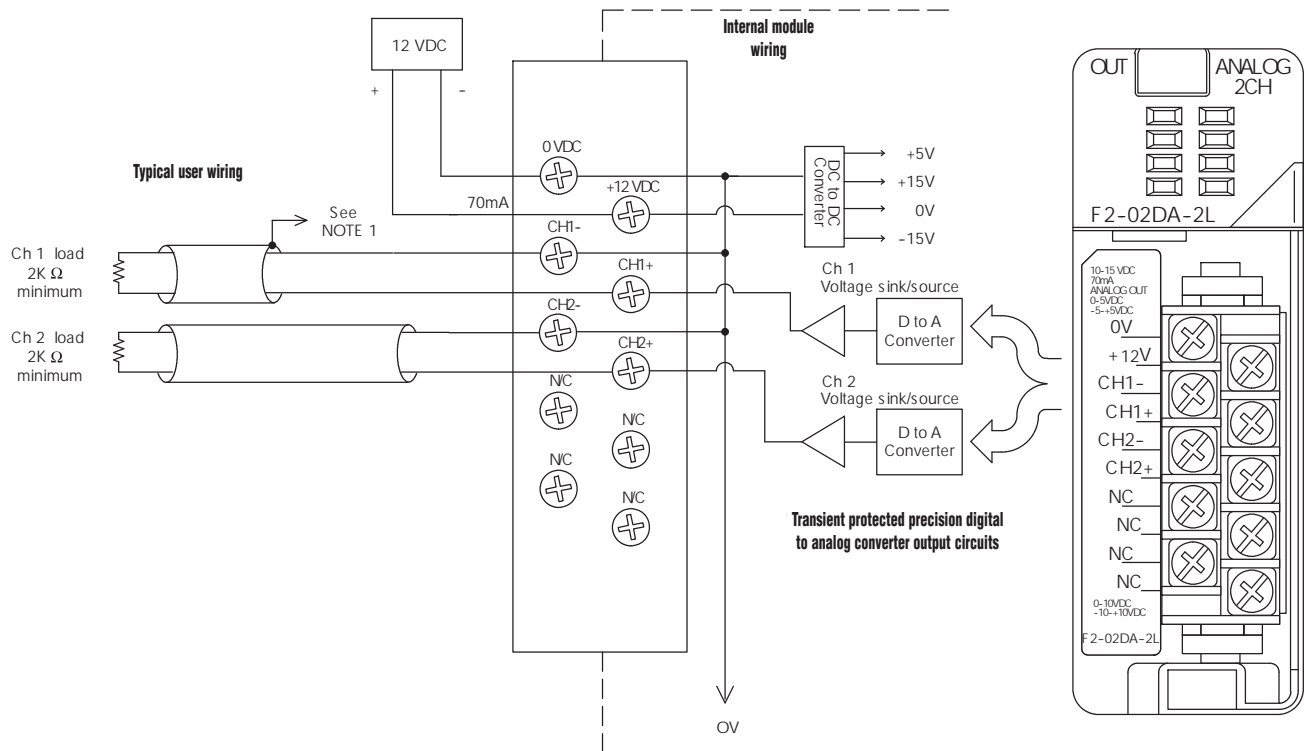 Internal module
wiring
12 VDC
+
-
Typical user wiring
See
NOTE 1
0 VDC
+12 VDC
70mA
CH1-
CH1+
CH2-
CH2+
N/C
N/C
N/C
N/C
Ch 1 load
2K Ω
minimum
Ch 2 load
2K Ω
minimum
DC to DC
Converter
+5V
+15V
0V
-15V
Ch 1
Voltage sink/source
D to A
Converter
Ch 2
Voltage sink/source
D to A
Converter
Transient protected precision digital
to analog converter output circuits
OV
OUT
ANALOG
2CH
F2-02DA-2L
10-15 VDC
70mA
ANALOG OUT
0-5VDC
-5-+5VDC
0V
+12V
CH1-
CH1+
CH2-
CH2+
NC
NC
NC
NC
0-10VDC
-10-+10VDC
F2-02DA-2L